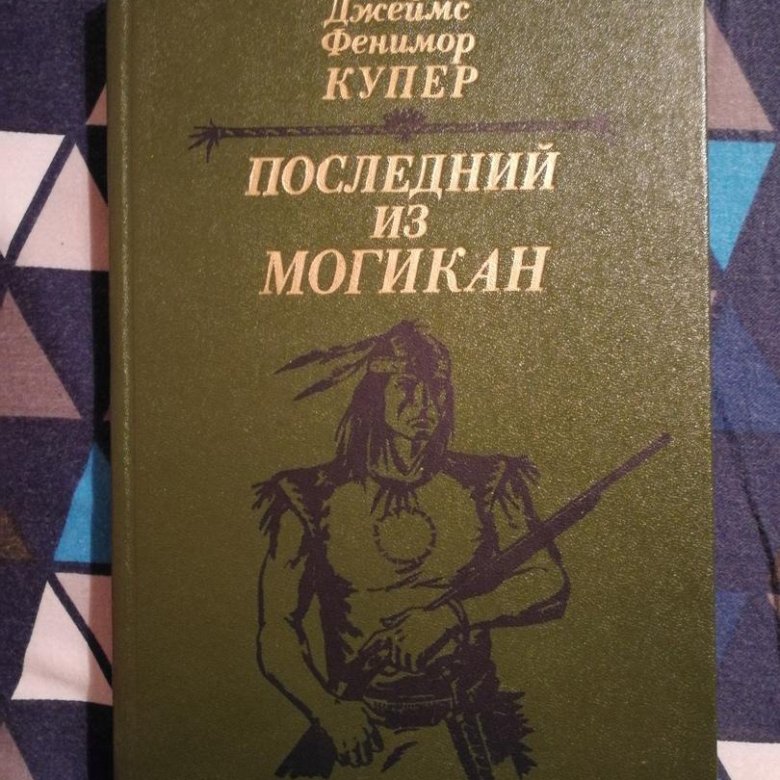 Джеймс
Фенимор
КУПЕР
ПОСЛЕДНИЙ
ИЗ
МОГИКАН